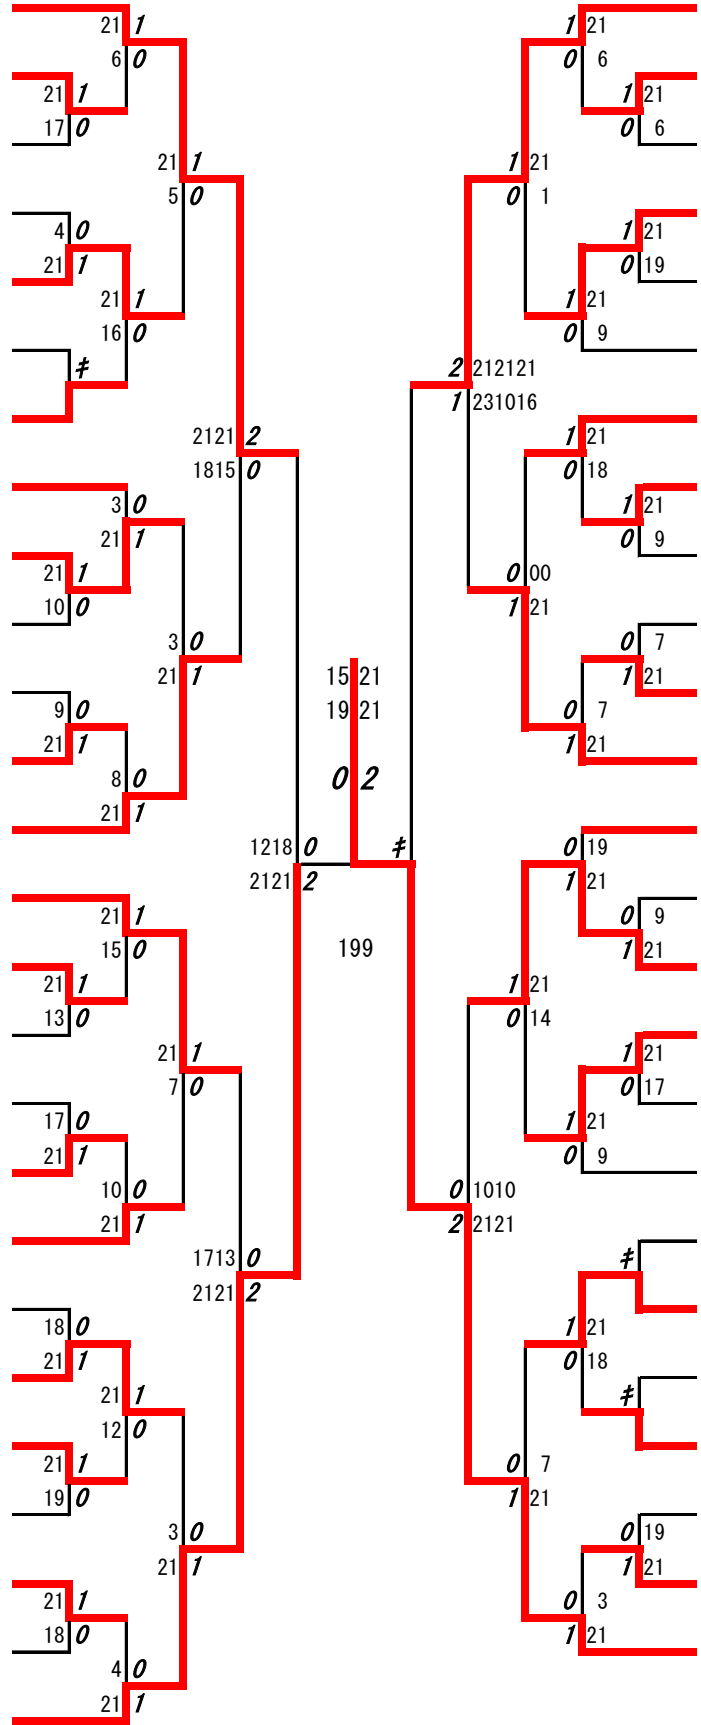 21 1 1 21
6 0 0 6
21 1 1 21
17 0 0 6
21 1 1 21
5 0 0 1
4 0 1 21
21 1 0 19
21 1 1 21
16 0 0 9
≠ 2 212121
1 231016
2121 2 1 21
1815 0 0 18
3 0 1 21
21 1 0 9
21 1 0 00
10 0 1 21
3 0 0 7
21 1 15 21 1 21
9 0 19 21 0 7
21 1 1 21
8 0 0 2
21 1
1218 0 ≠ 0 19
2121 2 1 21
21 1 0 9
15 0 199 1 21
21 1 1 21
13 0 0 14
21 1 1 21
7 0 0 17
17 0 1 21
21 1 0 9
10 0 0 1010
21 1 2 2121
1713 0 ≠
2121 2
18 0 1 21
21 1 0 18
21 1 ≠
12 0
21 1 0 7
19 0 1 21
3 0 0 19
21 1 1 21
21 1 0 3
18 0 1 21
4 0
21 1